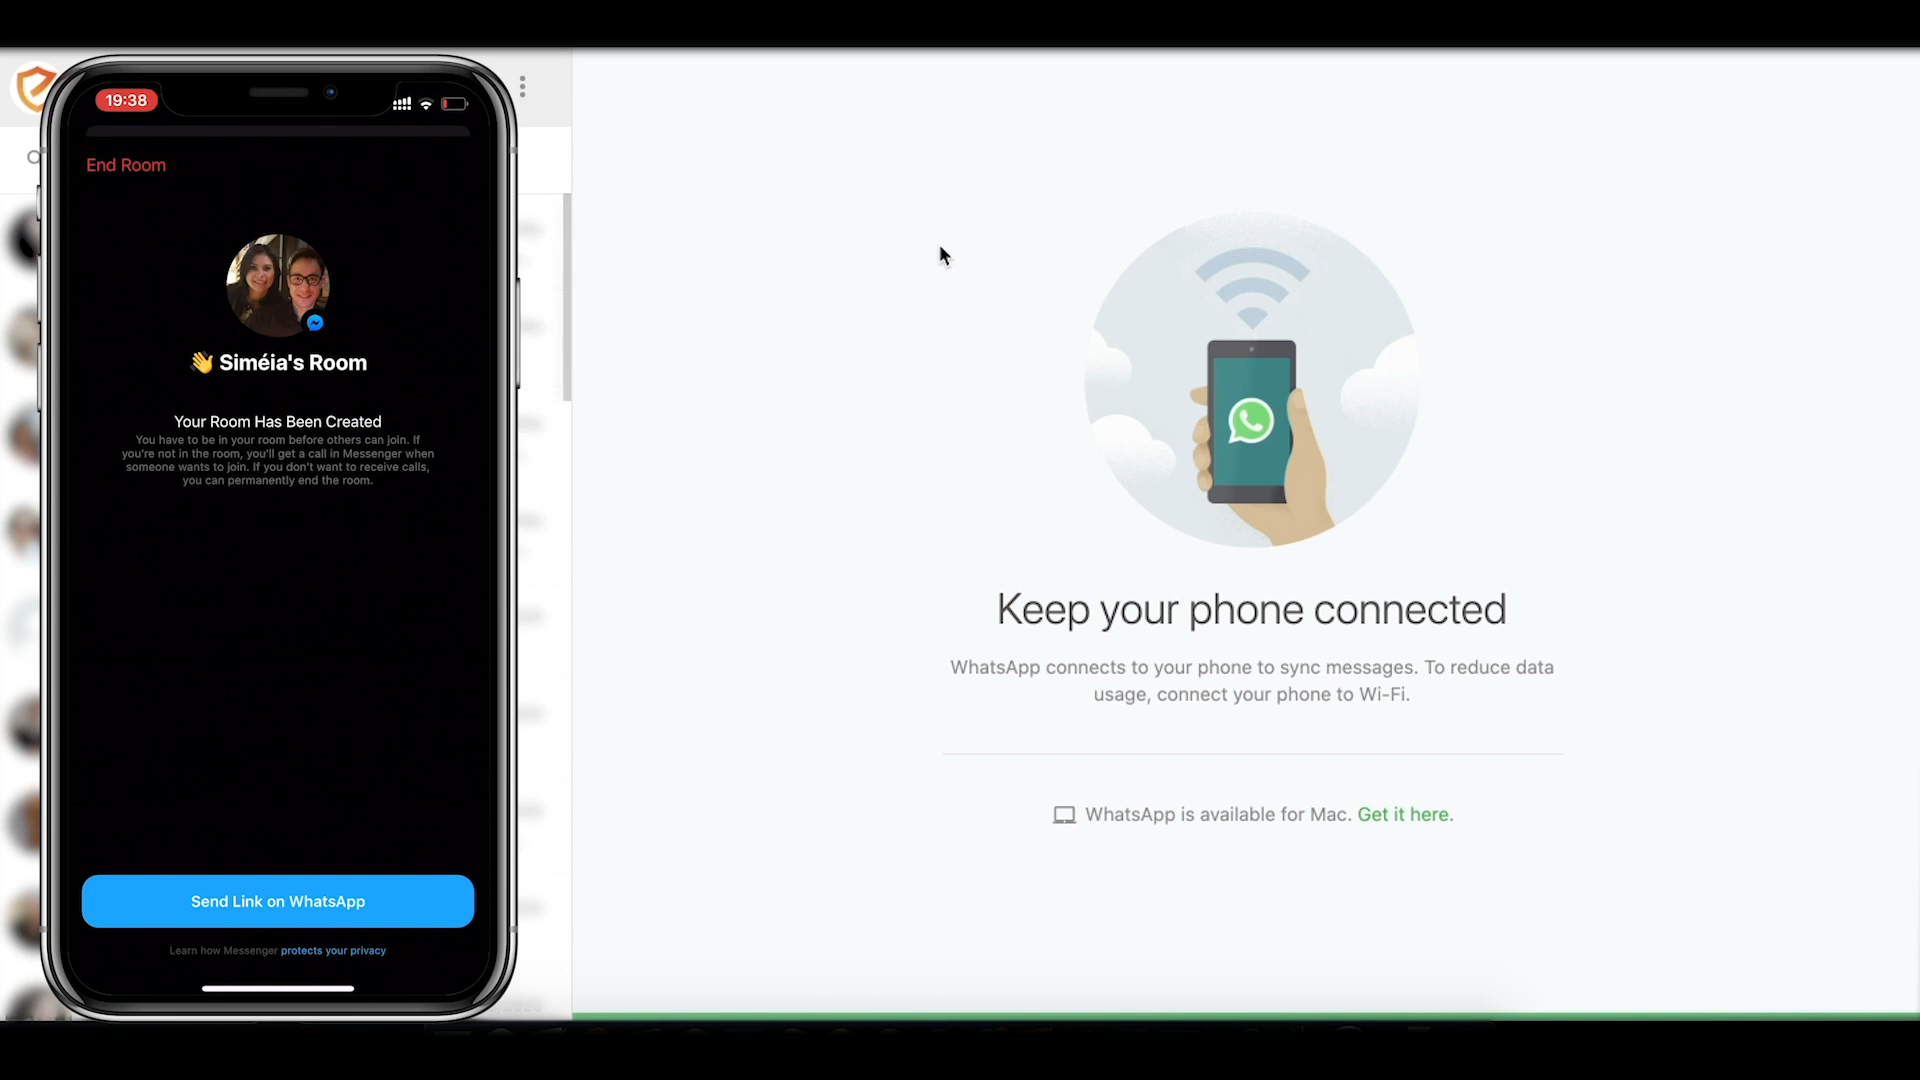 19:38
End Room
👋 Siméia's Room
Your Room Has Been Created
You have to be in your room before others can join. If
you're not in the room, you'll get a call in Messenger when
someone wants to join. If you don't want to receive calls,
you can permanently end the room.
Send Link on WhatsApp
Learn how Messenger protects your privacy
Keep your phone connected
WhatsApp connects to your phone to sync messages. To reduce data
usage, connect your phone to Wi-Fi.
WhatsApp is available for Mac. Get it here.